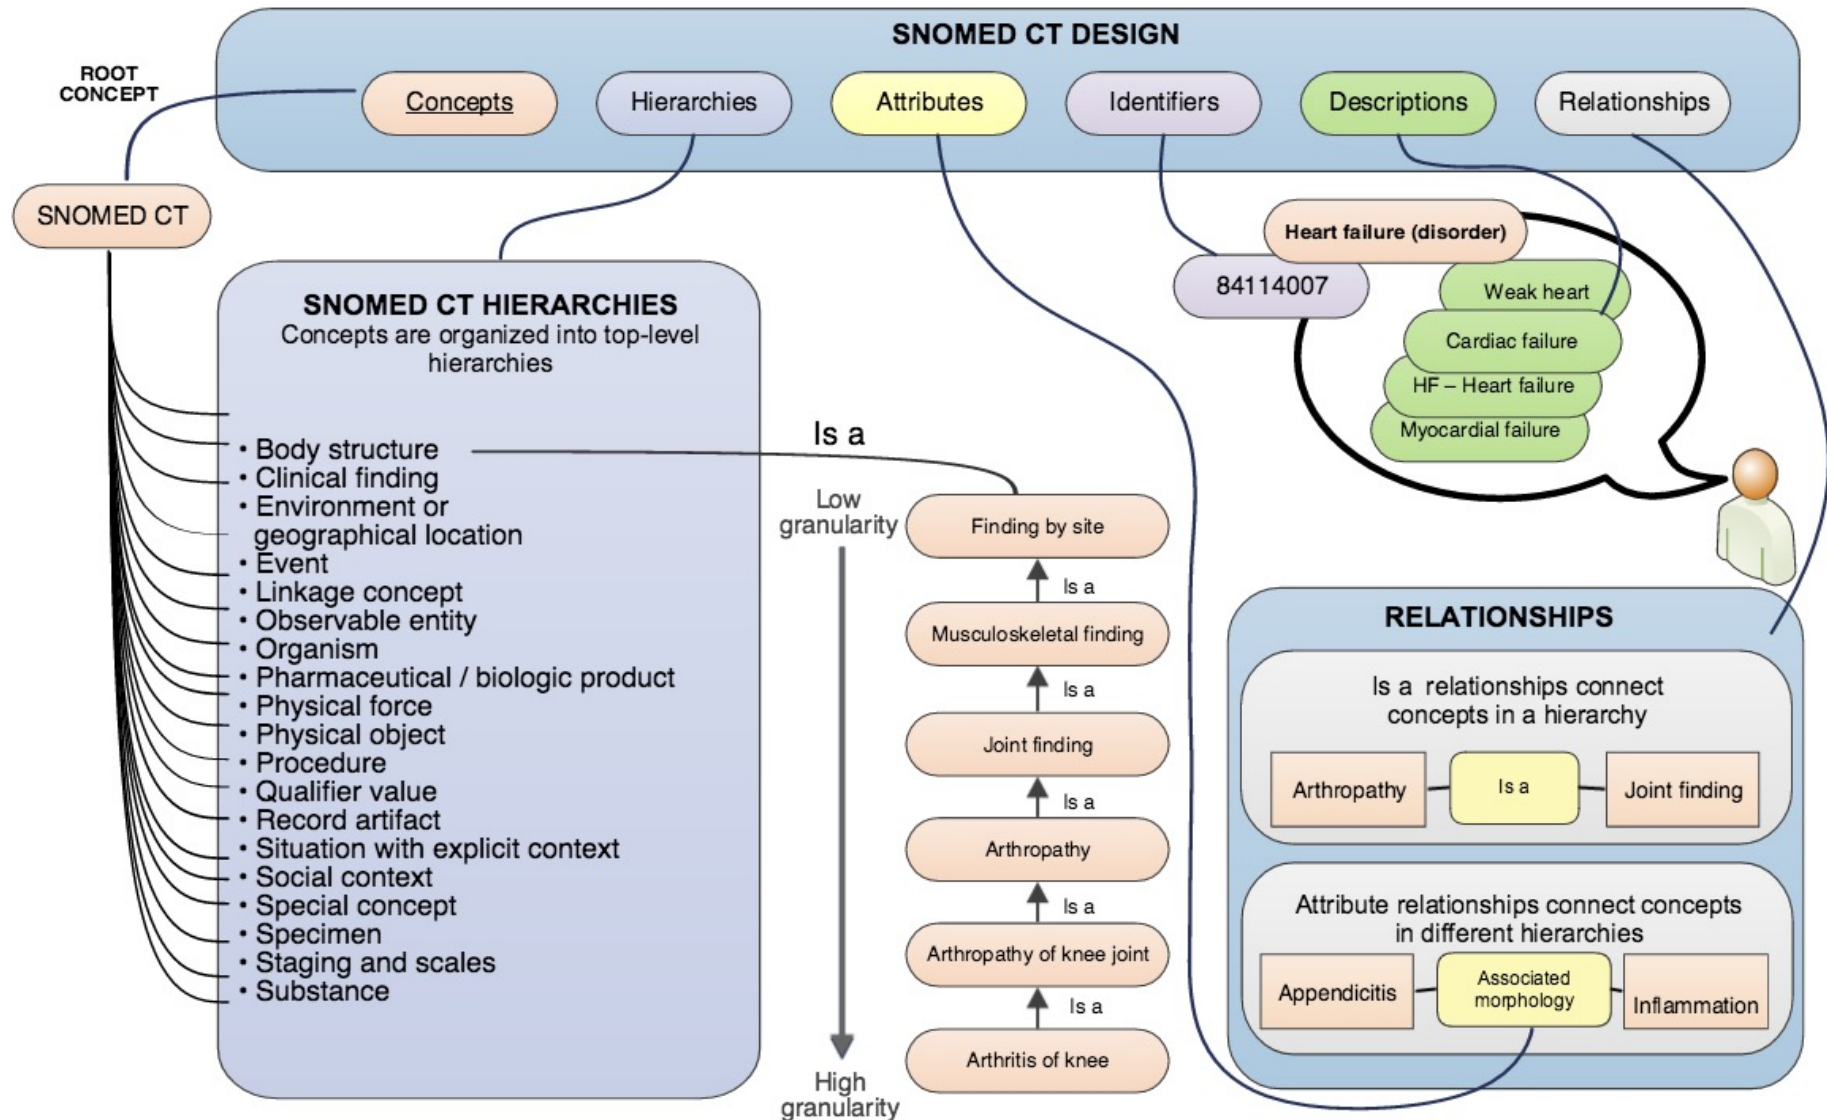 SNOMED CT DESIGN
ROOT
CONCEPT
Concepts
Hierarchies
Attributes
Identifiers
Descriptions
Relationships
SNOMED CT
SNOMED CT HIERARCHIES
Concepts are organized into top-level
hierarchies
• Body structure
• Clinical finding
• Environment or
geographical location
• Event
• Linkage concept
• Observable entity
• Organism
• Pharmaceutical / biologic product
• Physical force
• Physical object
• Procedure
• Qualifier value
• Record artifact
• Situation with explicit context
• Social context
• Special concept
• Specimen
• Staging and scales
• Substance
Is a
Low
granularity
High
granularity
Finding by site
Is a
Musculoskeletal finding
Is a
Joint finding
Is a
Arthropathy
Is a
Arthropathy of knee joint
Is a
Arthritis of knee
Heart failure (disorder)
84114007
Weak heart
Cardiac failure
HF – Heart failure
Myocardial failure
RELATIONSHIPS
Is a relationships connect
concepts in a hierarchy
Arthropathy
Is a
Joint finding
Attribute relationships connect concepts
in different hierarchies
Appendicitis
Associated
morphology
Inflammation